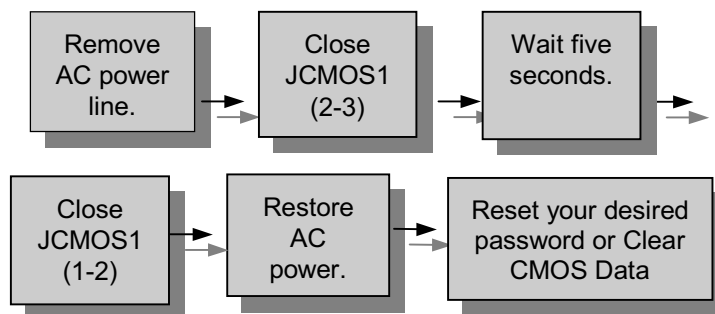 Remove
AC power
line.
Close
JCMOS1
(2-3)
Wait five
seconds.
Close
JCMOS1
(1-2)
Restore
AC
power.
Reset your desired
password or Clear
CMOS Data